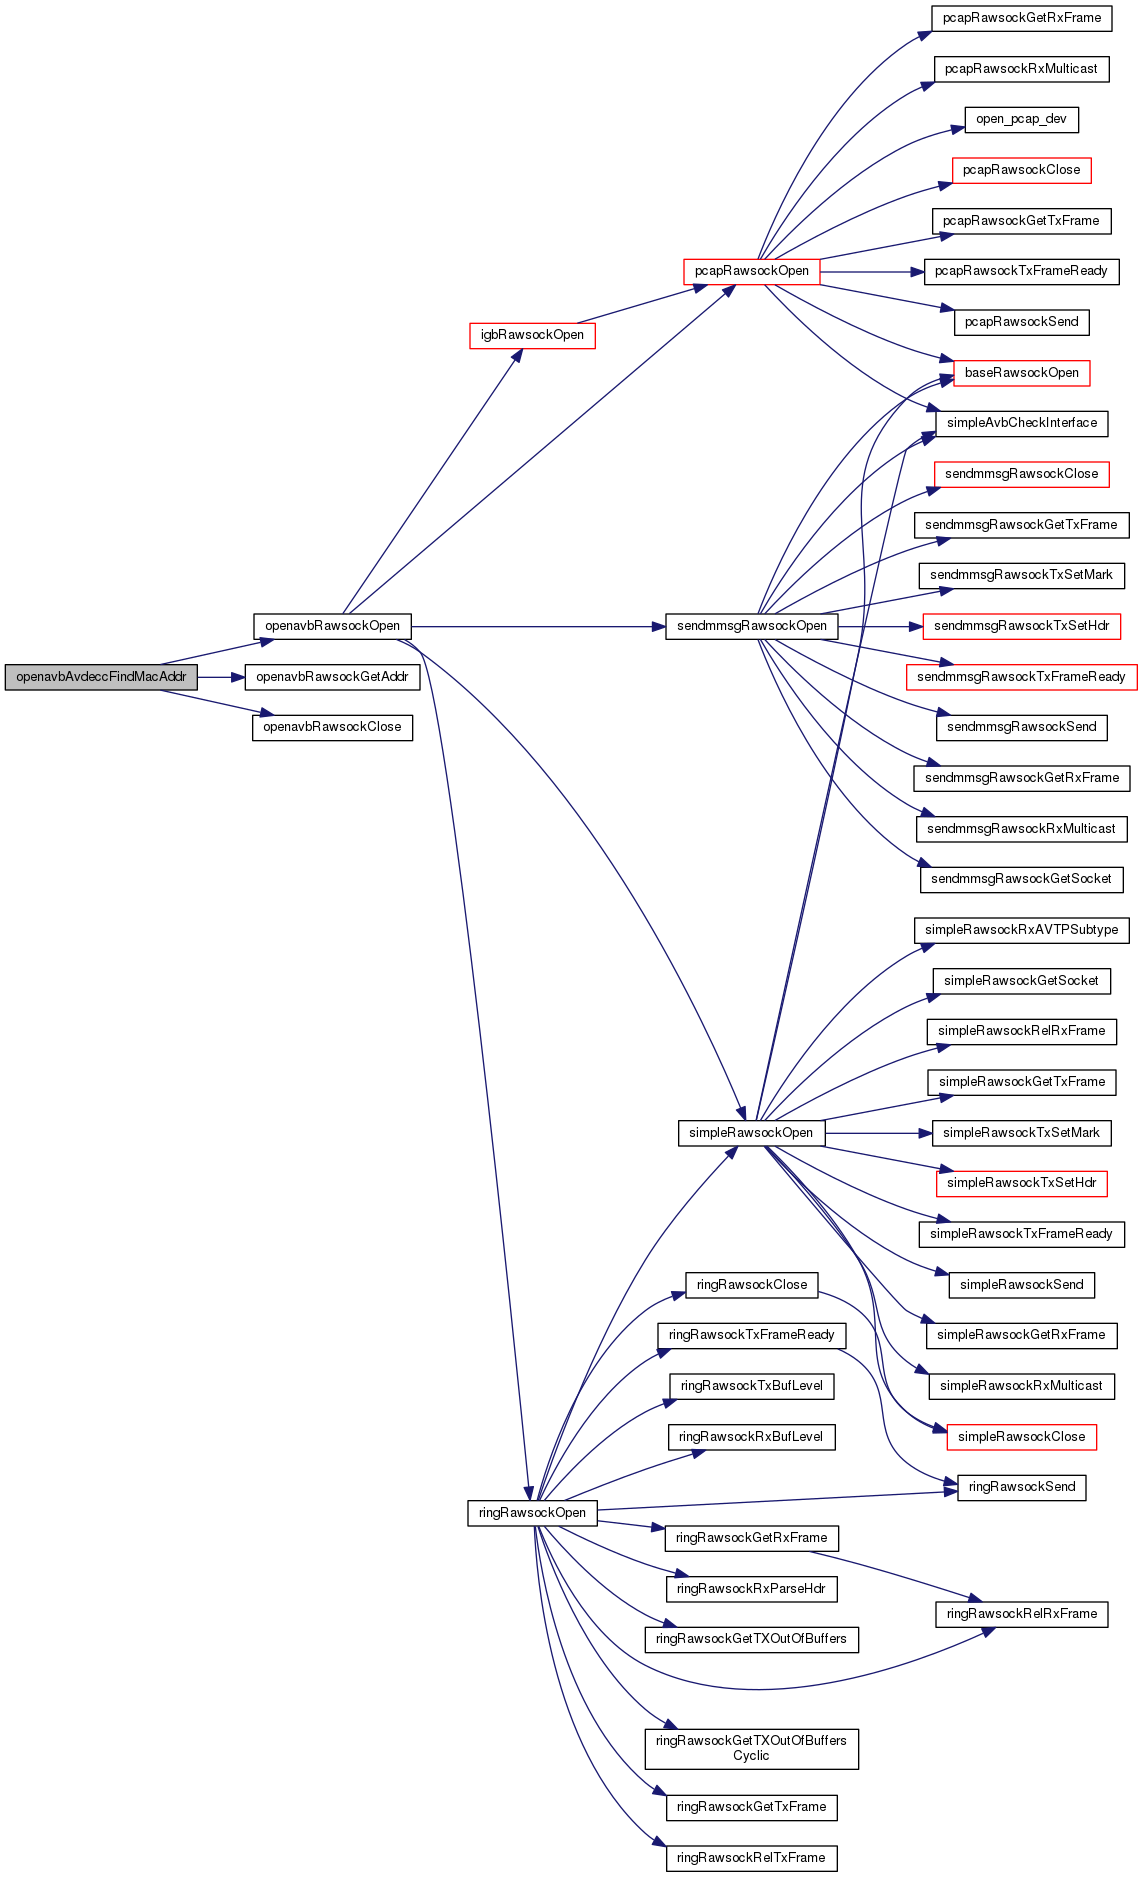 pcapRawsockGetRxFrame
pcapRawsockRxMulticast
open_pcap_dev
pcapRawsockClose
pcapRawsockGetTxFrame
pcapRawsockOpen
pcapRawsockTxFrameReady
pcapRawsockSend
igbRawsockOpen
baseRawsockOpen
simpleAvbCheckInterface
sendmmsgRawsockClose
sendmmsgRawsockGetTxFrame
sendmmsgRawsockTxSetMark
openavbRawsockOpen
sendmmsgRawsockOpen
sendmmsgRawsockTxSetHdr
openavbAvdeccFindMacAddr
openavbRawsockGetAddr
sendmmsgRawsockTxFrameReady
openavbRawsockClose
sendmmsgRawsockSend
sendmmsgRawsockGetRxFrame
sendmmsgRawsockRxMulticast
sendmmsgRawsockGetSocket
simpleRawsockRxAVTPSubtype
simpleRawsockGetSocket
simpleRawsockRelRxFrame
simpleRawsockGetTxFrame
simpleRawsockOpen
simpleRawsockTxSetMark
simpleRawsockTxSetHdr
simpleRawsockTxFrameReady
ringRawsockClose
simpleRawsockSend
ringRawsockTxFrameReady
simpleRawsockGetRxFrame
ringRawsockTxBufLevel
simpleRawsockRxMulticast
ringRawsockRxBufLevel
simpleRawsockClose
ringRawsockSend
ringRawsockOpen
ringRawsockGetRxFrame
ringRawsockRxParseHdr
ringRawsockRelRxFrame
ringRawsockGetTXOutOfBuffers
ringRawsockGetTXOutOfBuffers
Cyclic
ringRawsockGetTxFrame
ringRawsockRelTxFrame